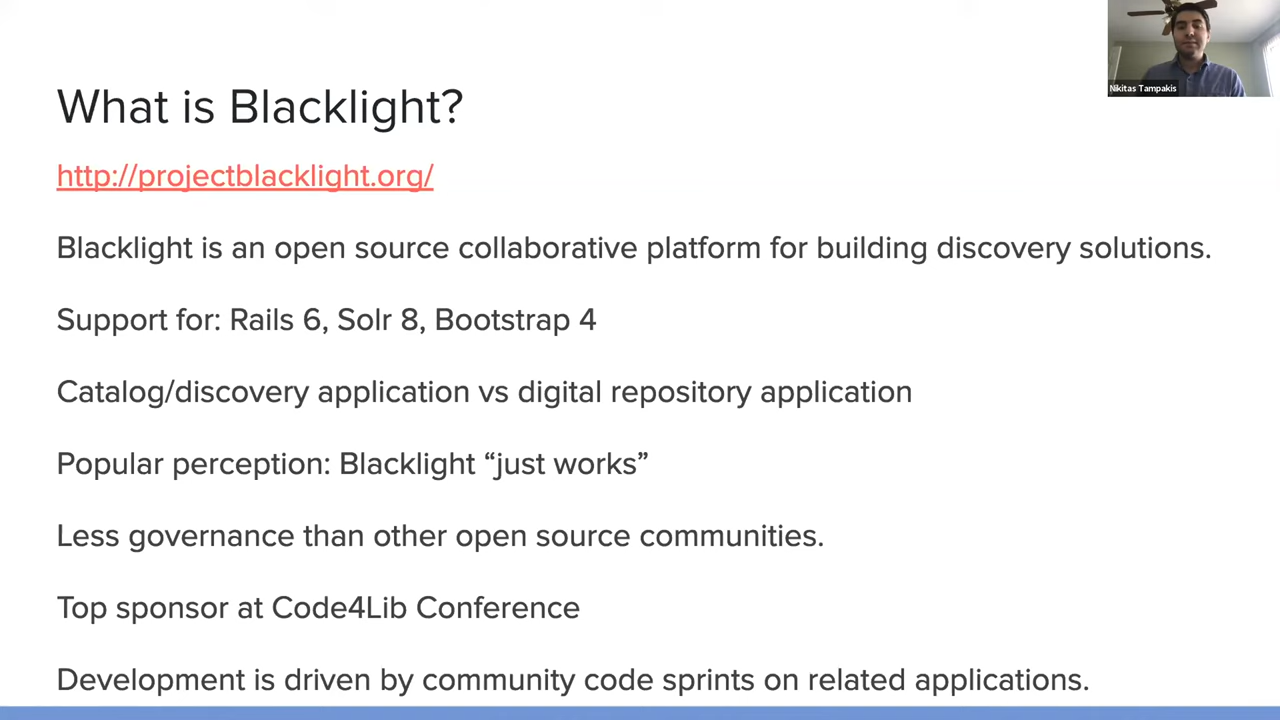 Nikitas Tampakis
What is Blacklight?
http://projectblacklight.org/
Blacklight is an open source collaborative platform for building discovery solutions.
Support for: Rails 6, Solr 8, Bootstrap 4
Catalog/discovery application vs digital repository application
Popular perception: Blacklight “just works”
Less governance than other open source communities.
Top sponsor at Code4Lib Conference
Development is driven by community code sprints on related applications.